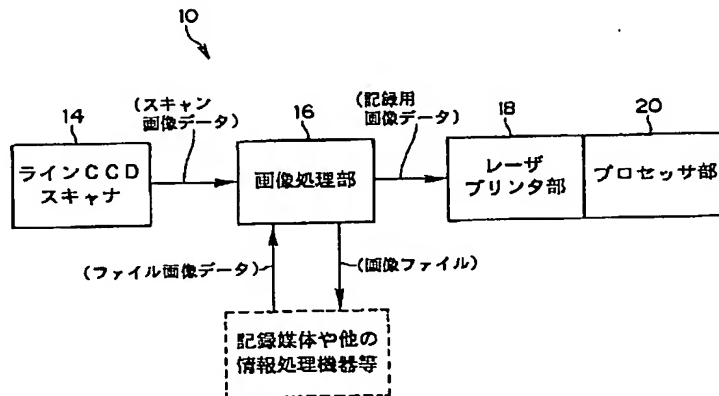 10
(スキャン
画像データ)
(記録用
画像データ)
14
16
18
20
ラインCCD
スキャナ
画像処理部
レーザ
プリンタ部
プロセッサ部
(ファイル画像データ)
(画像ファイル)
記録媒体や他の
情報処理機器等